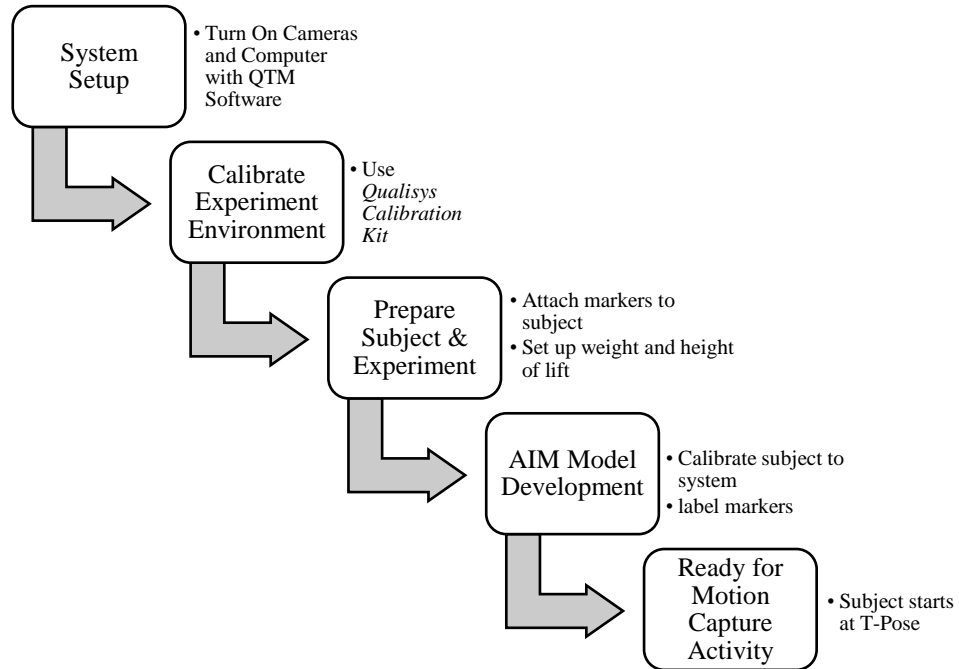 System
Setup
• Turn On Cameras
and Computer
with QTM
Software
Calibrate
Experiment
Environment
• Use
Qualisys
Calibration
Kit
Prepare
Subject &
Experiment
• Attach markers to
subject
• Set up weight and height
of lift
AIM Model
Development
• Calibrate subject to
system
• label markers
Ready for
Motion
Capture
Activity
• Subject starts
at T-Pose